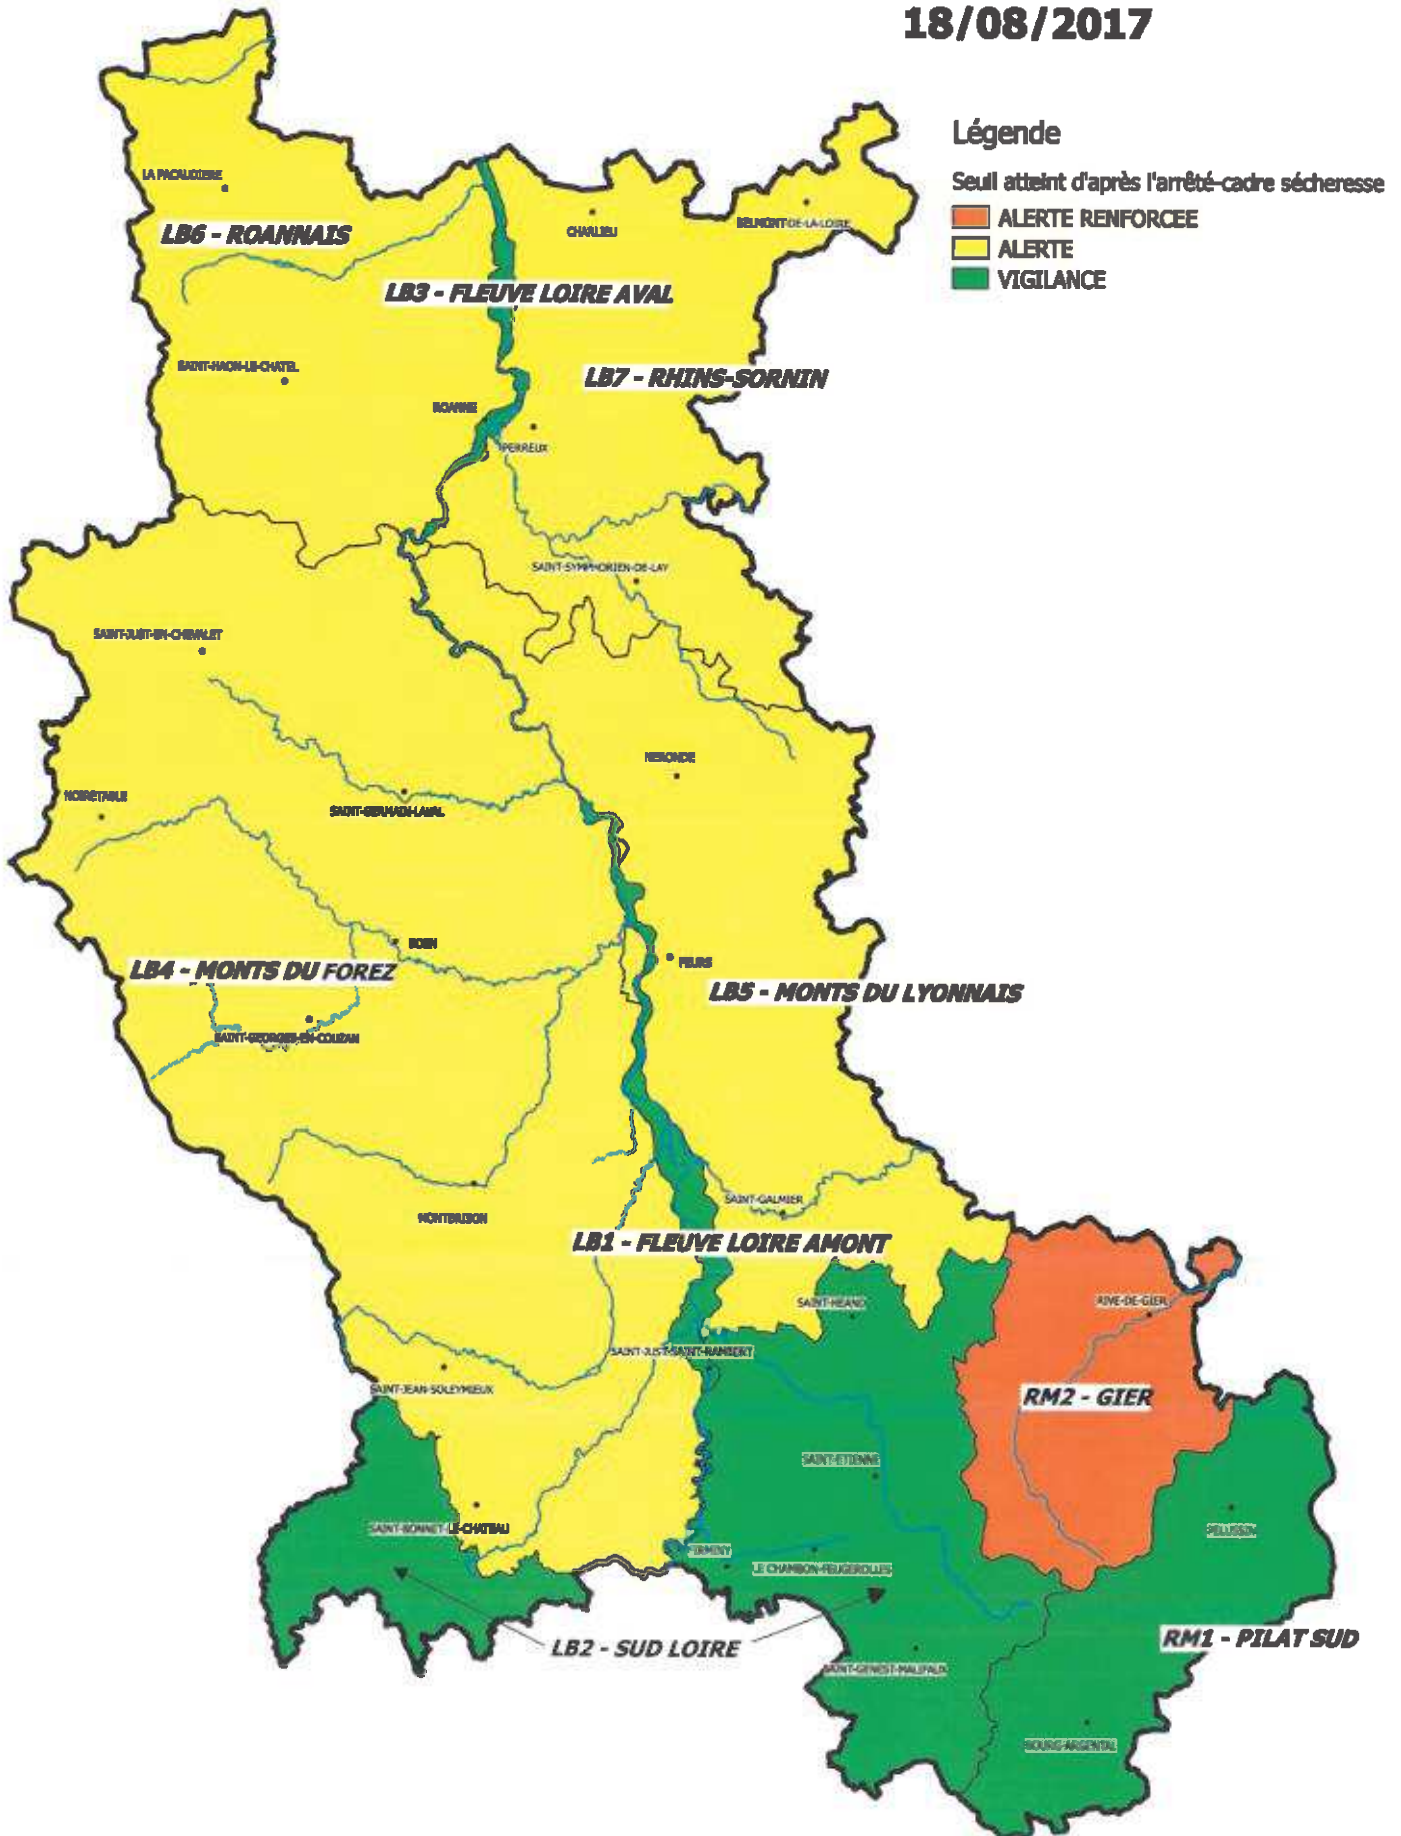 18/08/2017
Légende
Seuil atteint d'après l'arrêté-cadre sécheresse
ALERTE RENFORCEE
ALERTE
VIGILANCE
LA PACAUDIERE
LB6 - ROANNAIS
CHARLIEU
BELMONT-DE-LA-LOIRE
LB3 - FLEUVE LOIRE AVAL
SAINT-HAON-LE-CHATEL
LB7 - RHINS-SORNIN
ROANNE
PERREUX
SAINT-SYMPHORIEN-DE-LAY
SAINT-JUST-EN-CHEVALET
NERONDE
NOIRETABLE
SAINT-GERMAIN-LAVAL
BOEN
LB4 - MONTS DU FOREZ
FEURS
LB5 - MONTS DU LYONNAIS
SAINT-GEORGES-EN-COUZAN
SAINT-GALMIER
MONTBRISON
LB1 - FLEUVE LOIRE AMONT
SAINT-HEAND
RIVE-DE-GIER
SAINT-JUST-SAINT-RAMBERT
SAINT-JEAN-SOLEYMIEUX
RM2 - GIER
SAINT-ETIENNE
SAINT-BONNET-LE-CHATEAU
PELUSSIN
FIRMINY
LE CHAMBON-FEUGEROLLES
LB2 - SUD LOIRE
RM1 - PILAT SUD
SAINT-GENEST-MALIFAUX
BOURG-ARGENTAL